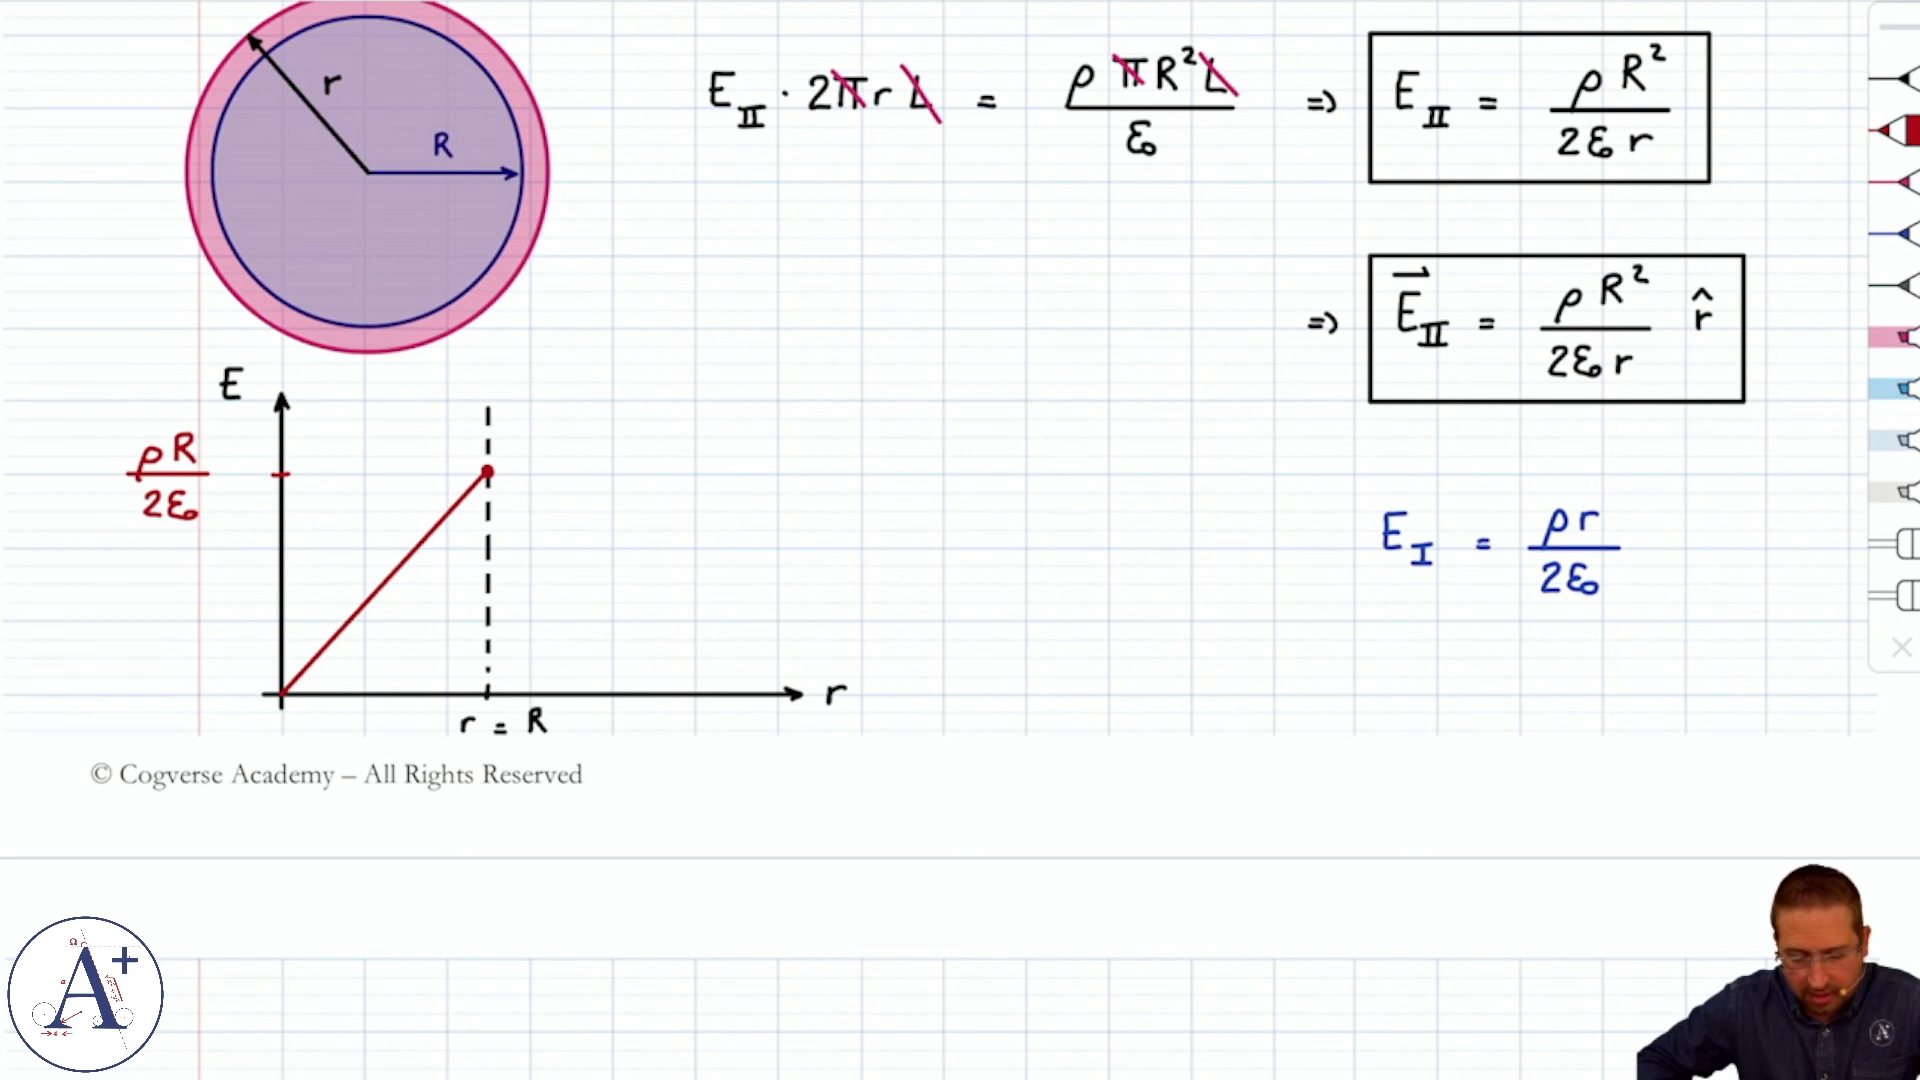 r
R
E_II · 2πrL = ρπR²L / ε₀ ⇒ E_II = ρR² / 2ε₀r
⇒ E⃗_II = ρR² / 2ε₀r r̂
E
ρR / 2ε₀
E_I = ρr / 2ε₀
r
r = R
© Cogverse Academy – All Rights Reserved
A+